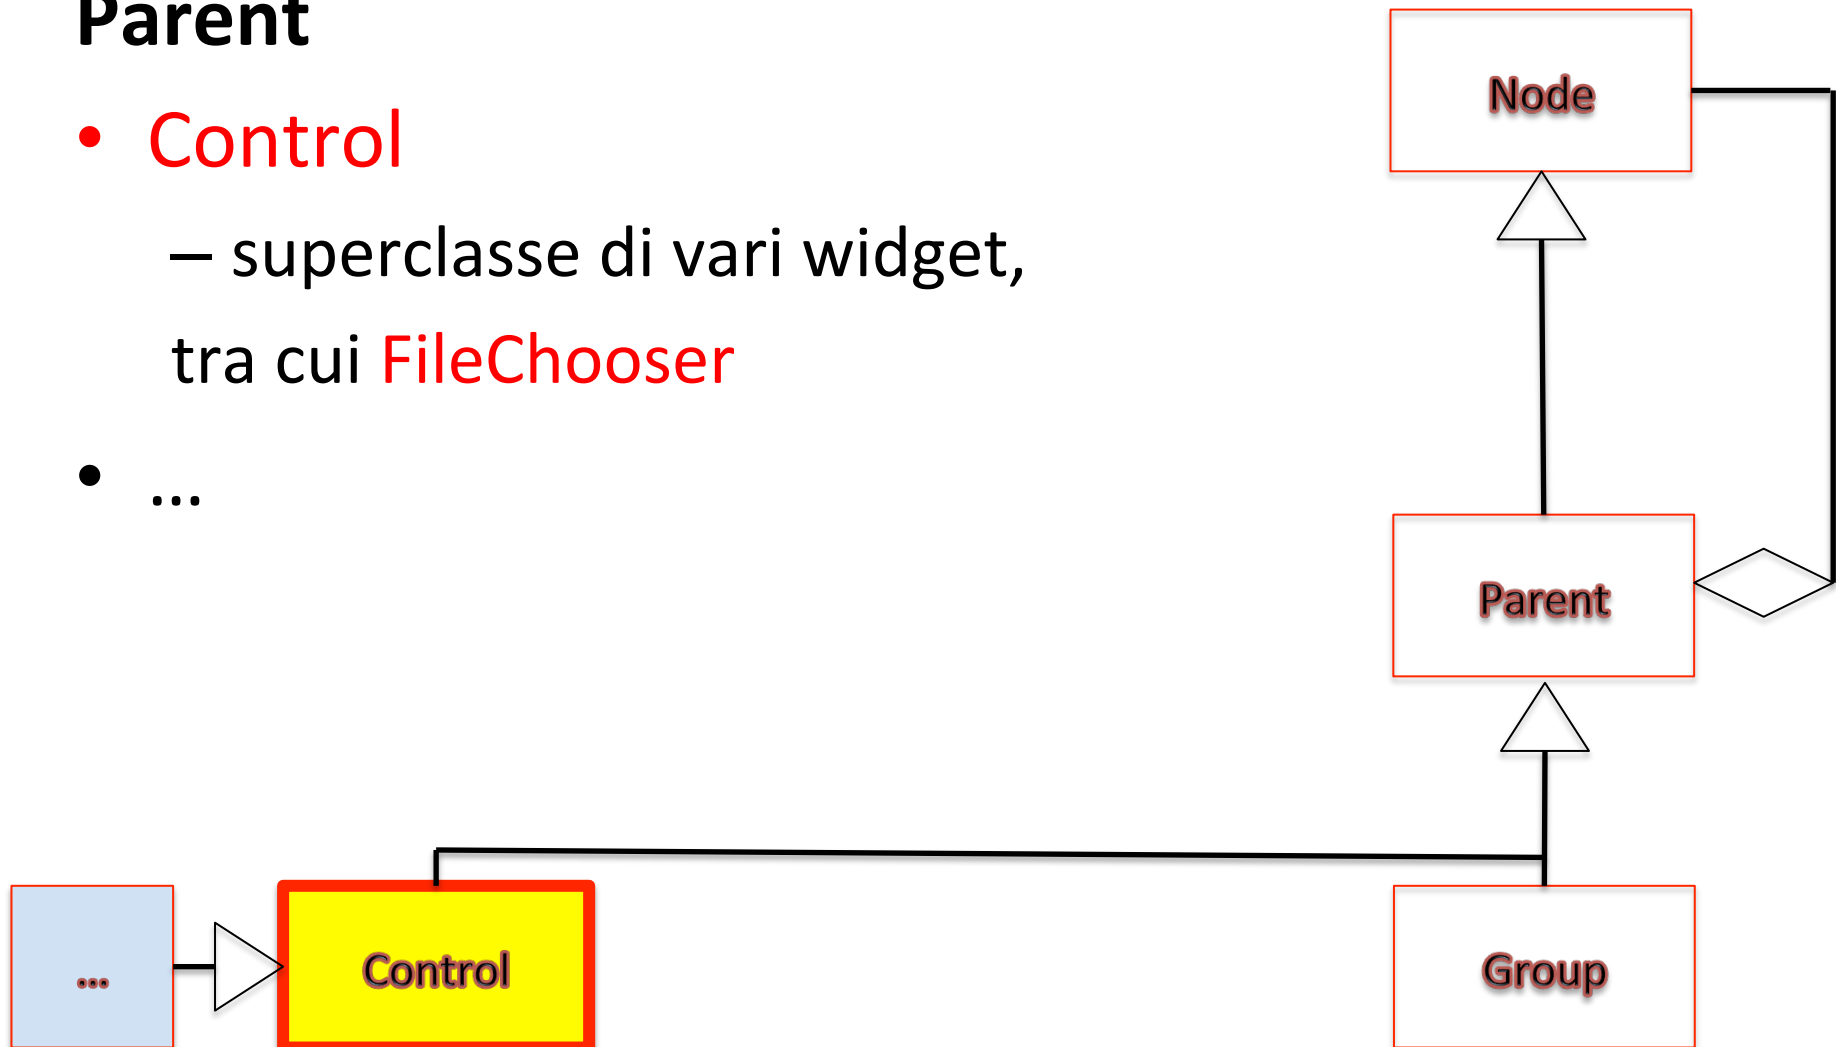 Parent
• Control
– superclasse di vari widget,
tra cui FileChooser
• ...
Node
Parent
...
Control
Group